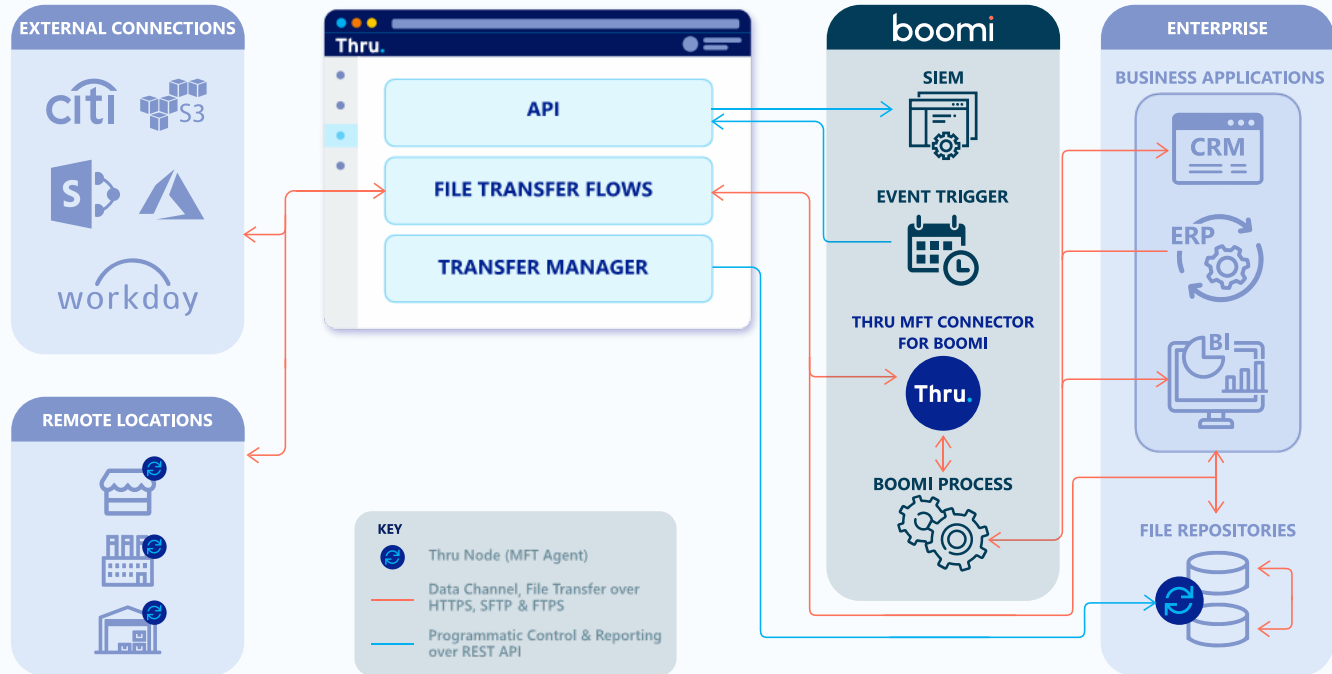 EXTERNAL CONNECTIONS
citi
S3
S
workday
REMOTE LOCATIONS
Thru.
API
FILE TRANSFER FLOWS
TRANSFER MANAGER
KEY
Thru Node (MFT Agent)
Data Channel, File Transfer over
HTTPS, SFTP & FTPS
Programmatic Control & Reporting
over REST API
boomi
SIEM
EVENT TRIGGER
THRU MFT CONNECTOR
FOR BOOMI
Thru.
BOOMI PROCESS
ENTERPRISE
BUSINESS APPLICATIONS
CRM
ERP
BI
FILE REPOSITORIES